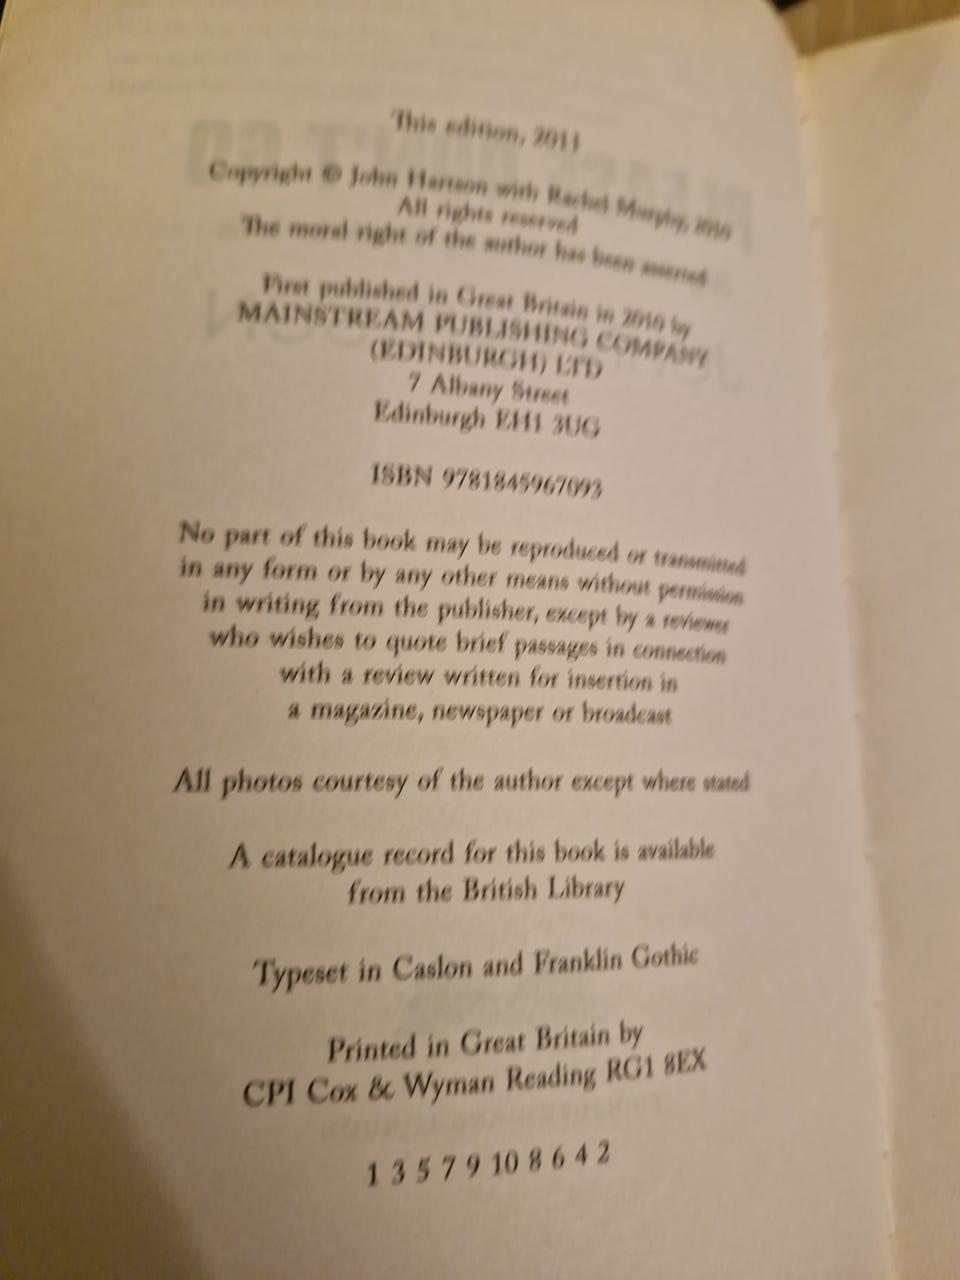 This edition, 2011
Copyright © John Hartson with Rachel Murphy, 2010
All rights reserved
The moral right of the author has been asserted
First published in Great Britain in 2010 by
MAINSTREAM PUBLISHING COMPANY
(EDINBURGH) LTD
7 Albany Street
Edinburgh EH1 3UG
ISBN 9781845967093
No part of this book may be reproduced or transmitted
in any form or by any other means without permission
in writing from the publisher, except by a reviewer
who wishes to quote brief passages in connection
with a review written for insertion in
a magazine, newspaper or broadcast
All photos courtesy of the author except where stated
A catalogue record for this book is available
from the British Library
Typeset in Caslon and Franklin Gothic
Printed in Great Britain by
CPI Cox & Wyman Reading RG1 8EX
1 3 5 7 9 10 8 6 4 2